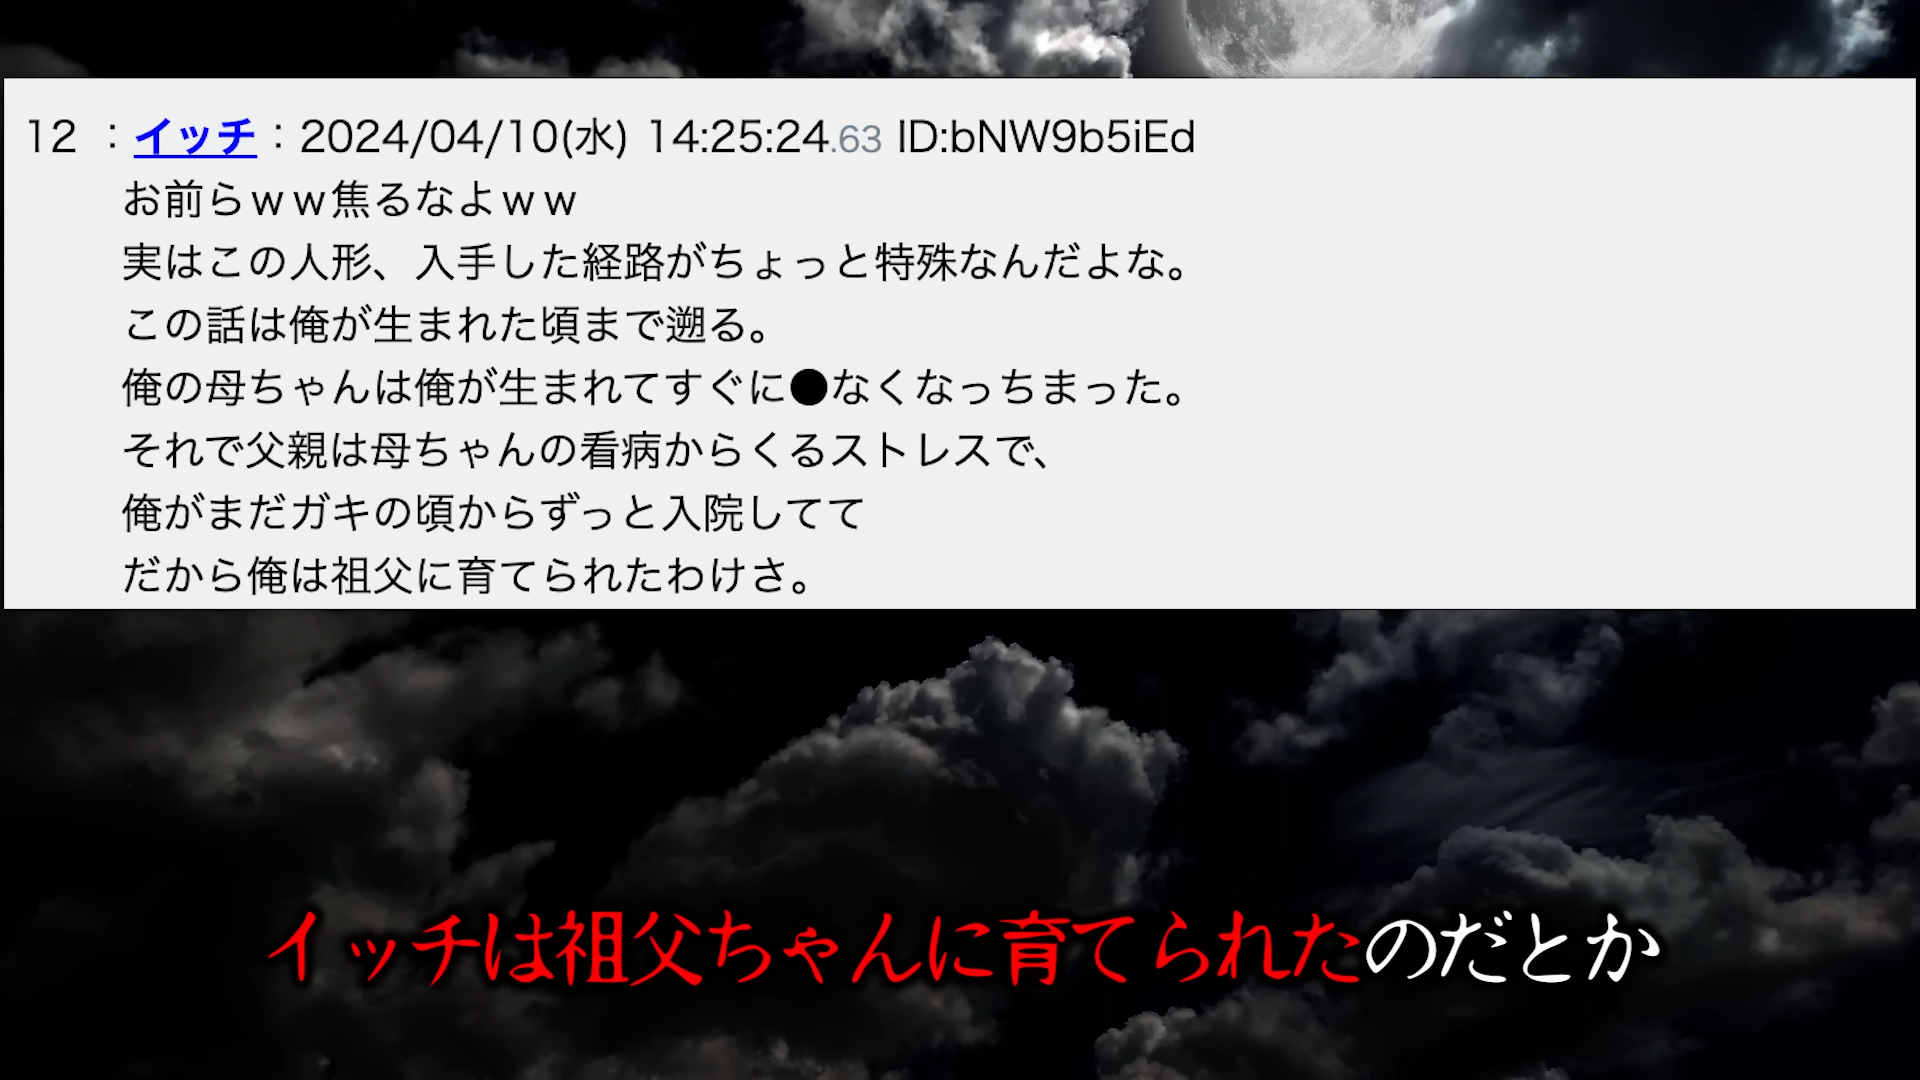 12 ：イッチ：2024/04/10(水) 14:25:24.63 ID:bNW9b5iEd
お前らｗｗ焦るなよｗｗ
実はこの人形、入手した経路がちょっと特殊なんだよな。
この話は俺が生まれた頃まで遡る。
俺の母ちゃんは俺が生まれてすぐに●なくなっちまった。
それで父親は母ちゃんの看病からくるストレスで、
俺がまだガキの頃からずっと入院してて
だから俺は祖父に育てられたわけさ。
イッチは祖父ちゃんに育てられたのだとか